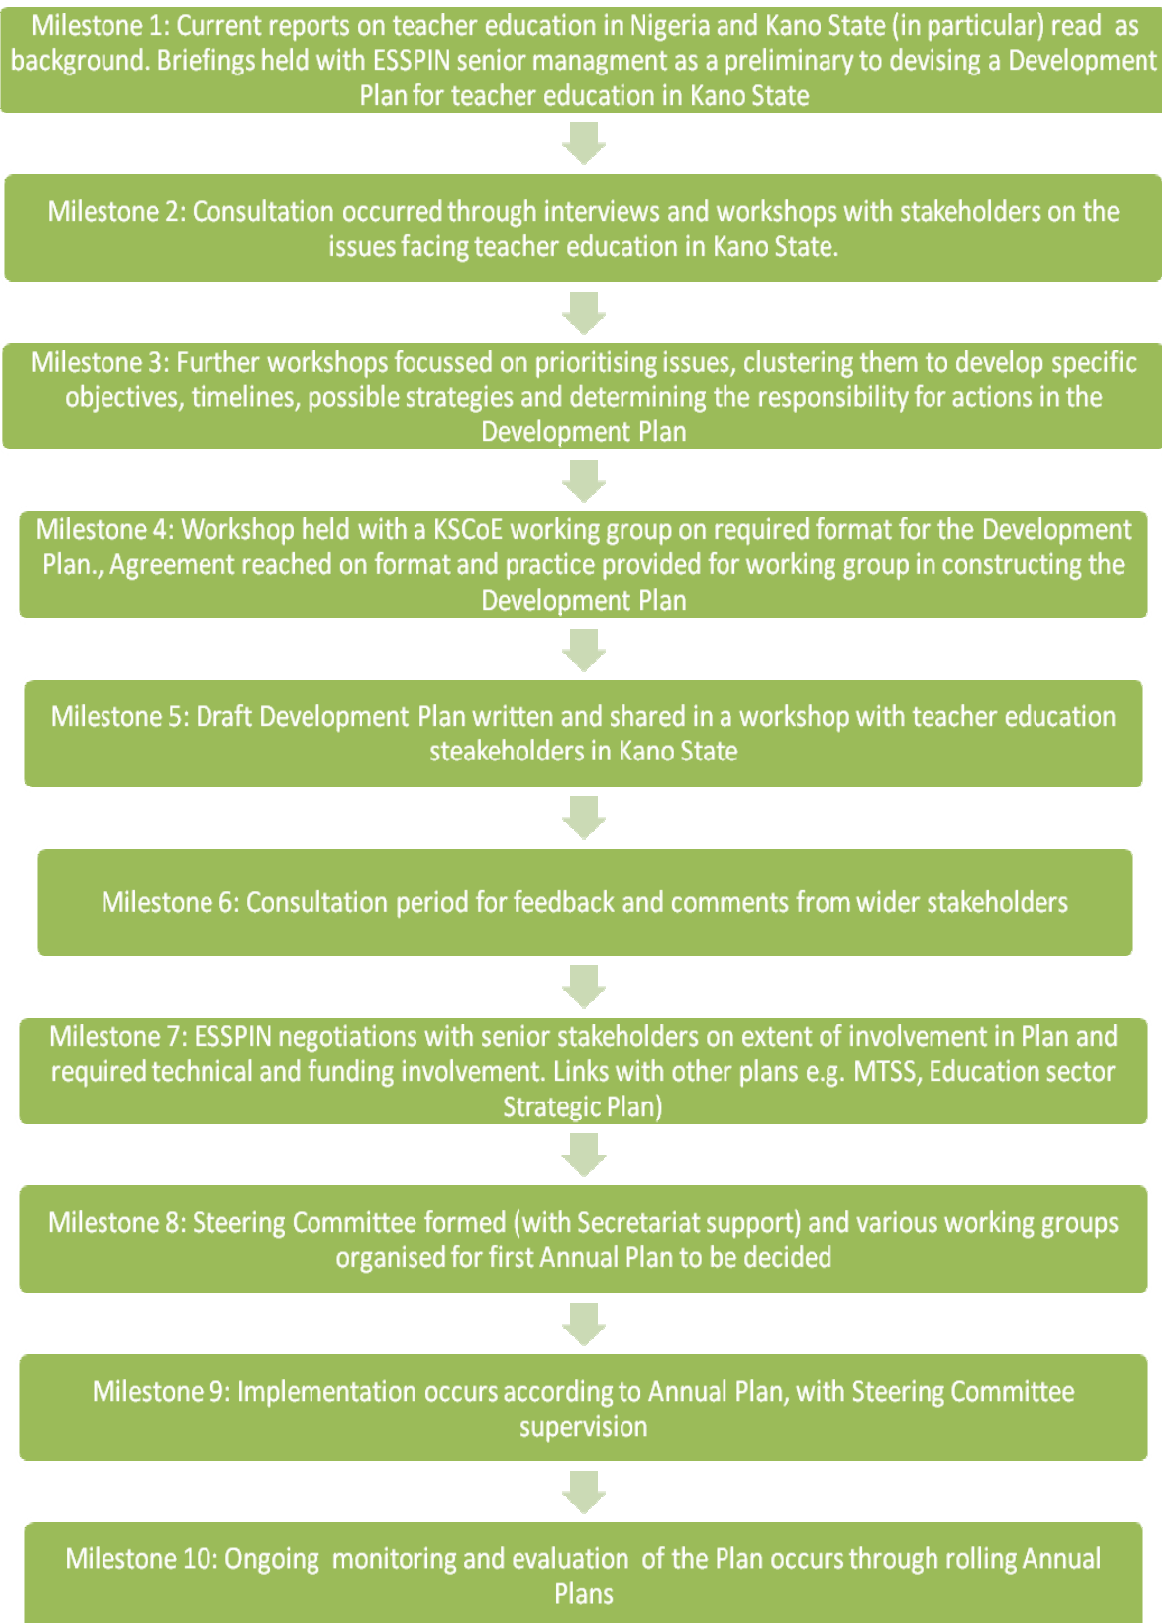 Milestone 1: Current reports on teacher education in Nigeria and Kano State (in particular) read as
background. Briefings held with ESSPIN senior managment as a preliminary to devising a Development
Plan for teacher education in Kano State
Milestone 2: Consultation occurred through interviews and workshops with stakeholders on the
issues facing teacher education in Kano State.
Milestone 3: Further workshops focussed on prioritising issues, clustering them to develop specific
objectives, timelines, possible strategies and determining the responsibility for actions in the
Development Plan
Milestone 4: Workshop held with a KSCoE working group on required format for the Development
Plan., Agreement reached on format and practice provided for working group in constructing the
Development Plan
Milestone 5: Draft Development Plan written and shared in a workshop with teacher education
steakeholders in Kano State
Milestone 6: Consultation period for feedback and comments from wider stakeholders
Milestone 7: ESSPIN negotiations with senior stakeholders on extent of involvement in Plan and
required technical and funding involvement. Links with other plans e.g. MTSS, Education sector
Strategic Plan)
Milestone 8: Steering Committee formed (with Secretariat support) and various working groups
organised for first Annual Plan to be decided
Milestone 9: Implementation occurs according to Annual Plan, with Steering Committee
supervision
Milestone 10: Ongoing monitoring and evaluation of the Plan occurs through rolling Annual
Plans